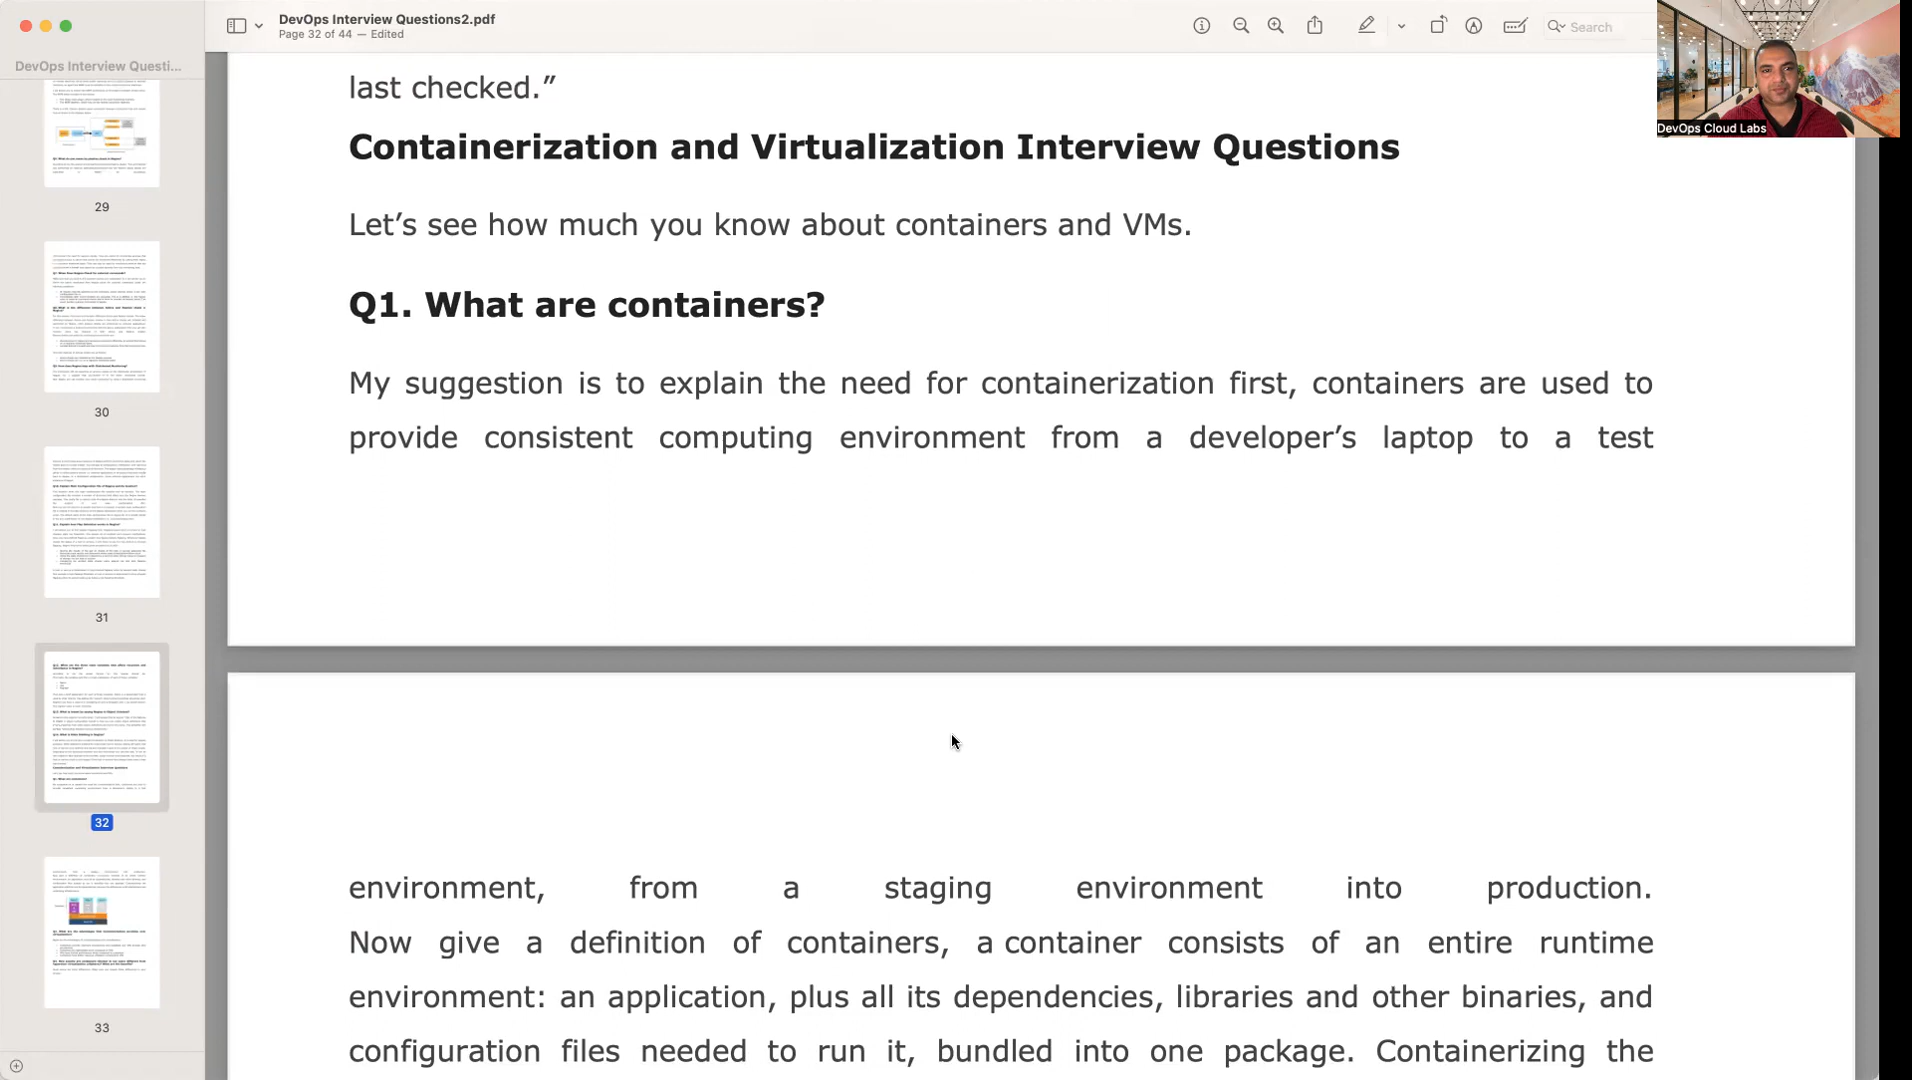 DevOps Interview Questions2.pdf
Page 32 of 44 — Edited
Search
DevOps Interview Questi...
DevOps Cloud Labs
29
30
31
32
33
last checked.”
Containerization and Virtualization Interview Questions
Let’s see how much you know about containers and VMs.
Q1. What are containers?
My suggestion is to explain the need for containerization first, containers are used to
provide consistent computing environment from a developer’s laptop to a test
environment, from a staging environment into production.
Now give a definition of containers, a container consists of an entire runtime
environment: an application, plus all its dependencies, libraries and other binaries, and
configuration files needed to run it, bundled into one package. Containerizing the